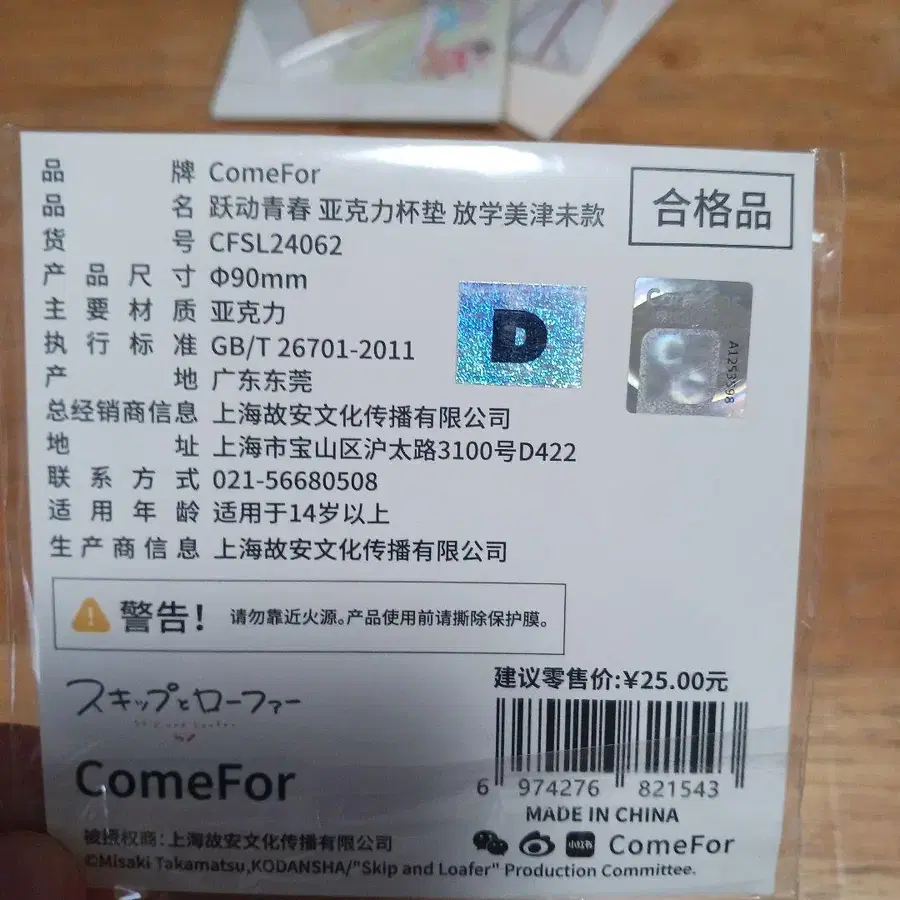 品牌 ComeFor
合格品
品名 跃动青春 亚克力杯垫 放学美津未款
货号 CFSL24062
产品尺寸 Φ90mm
主要材质 亚克力
执行标准 GB/T 26701-2011
产地 广东东莞
D
总经销商信息 上海故安文化传播有限公司
地址 上海市宝山区沪太路3100号D422
联系方式 021-56680508
适用年龄 适用于14岁以上
生产商信息 上海故安文化传播有限公司
警告! 请勿靠近火源。产品使用前请撕除保护膜。
建议零售价:¥25.00元
スキップとローファー
Skip and Loafer
ComeFor
6 974276 821543
MADE IN CHINA
小红书 ComeFor
被授权商:上海故安文化传播有限公司
©Misaki Takamatsu,KODANSHA/"Skip and Loafer" Production Committee.